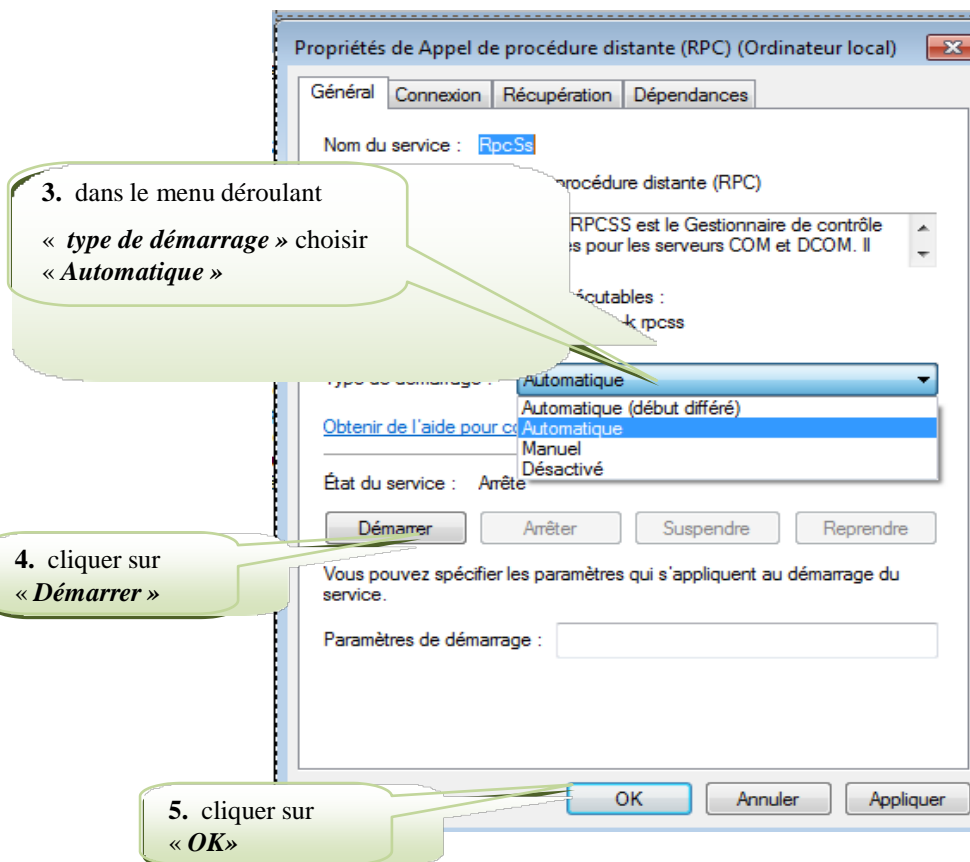 Propriétés de Appel de procédure distante (RPC) (Ordinateur local)
Général Connexion Récupération Dépendances
Nom du service : RpcSs
procédure distante (RPC)
RPCSS est le Gestionnaire de contrôle
pour les serveurs COM et DCOM. Il
3. dans le menu déroulant
« type de démarrage » choisir
« Automatique »
rpcss
Type de démarrage : Automatique
Automatique (début différé)
Obtenir de l'aide pour
Automatique
Manuel
Désactivé
État du service : Arrêté
Démarrer Arrêter Suspendre Reprendre
4. cliquer sur
« Démarrer »
Vous pouvez spécifier les paramètres qui s'appliquent au démarrage du
service.
Paramètres de démarrage :
OK Annuler Appliquer
5. cliquer sur
« OK»